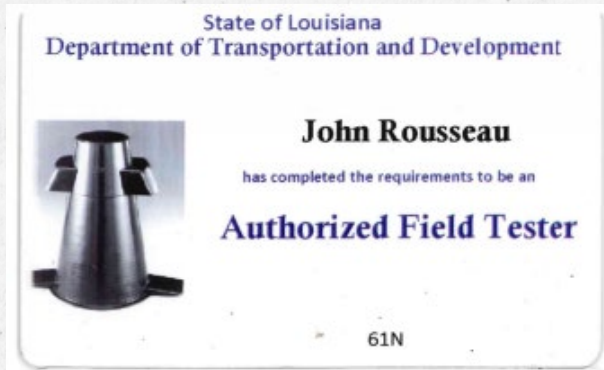 State of Louisiana
Department of Transportation and Development
John Rousseau
has completed the requirements to be an
Authorized Field Tester
61N